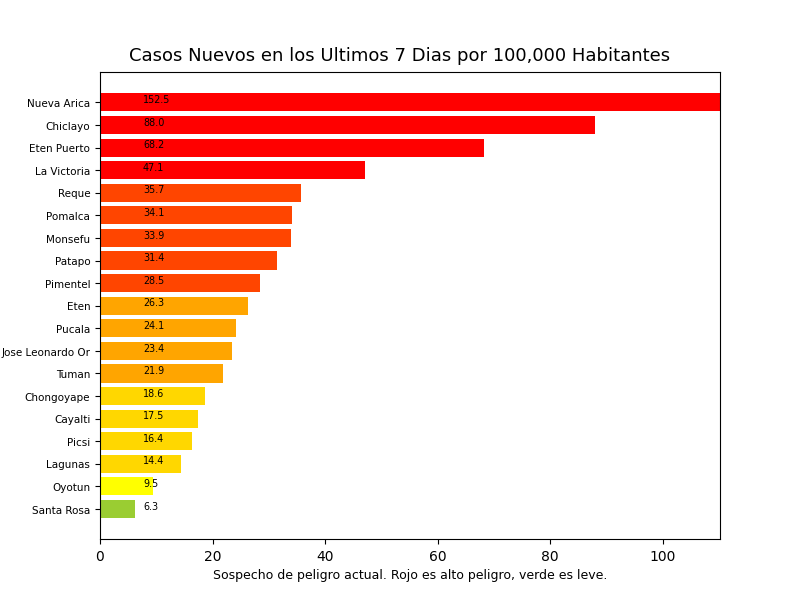 Casos Nuevos en los Ultimos 7 Dias por 100,000 Habitantes
Nueva Arica 152.5
Chiclayo 88.0
Eten Puerto 68.2
La Victoria 47.1
Reque 35.7
Pomalca 34.1
Monsefu 33.9
Patapo 31.4
Pimentel 28.5
Eten 26.3
Pucala 24.1
Jose Leonardo Or 23.4
Tuman 21.9
Chongoyape 18.6
Cayalti 17.5
Picsi 16.4
Lagunas 14.4
Oyotun 9.5
Santa Rosa 6.3
0 20 40 60 80 100
Sospecho de peligro actual. Rojo es alto peligro, verde es leve.